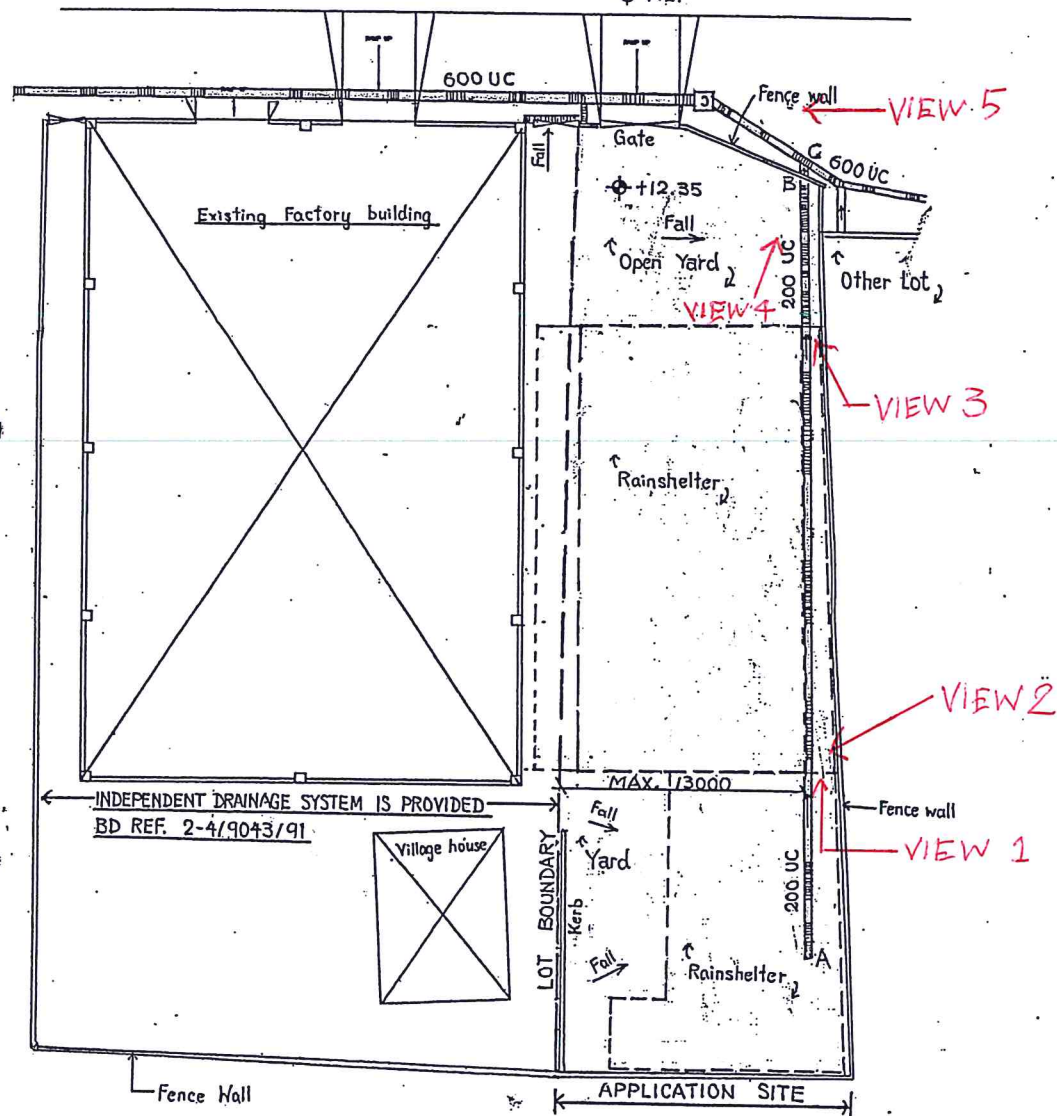 600 UC
Fence wall
VIEW 5
Gate
C
600 UC
Fall
B
+12.35
Existing Factory building
Fall
Open Yard
200 UC
Other Lot
VIEW 4
VIEW 3
Rainshelter
VIEW 2
MAX. 13000
INDEPENDENT DRAINAGE SYSTEM IS PROVIDED
BD REF. 2-4/9043/91
Fence wall
Fall
Village house
Yard
VIEW 1
LOT BOUNDARY
Kerb
200 UC
A
Fall
Rainshelter
Fence Wall
APPLICATION SITE